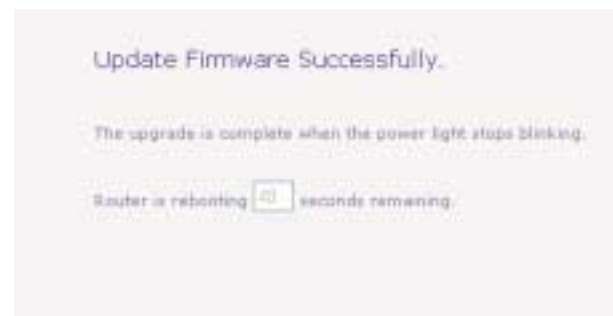 Update Firmware Successfully.
The upgrade is complete when the power light stops blinking.
Router is rebooting seconds remaining.